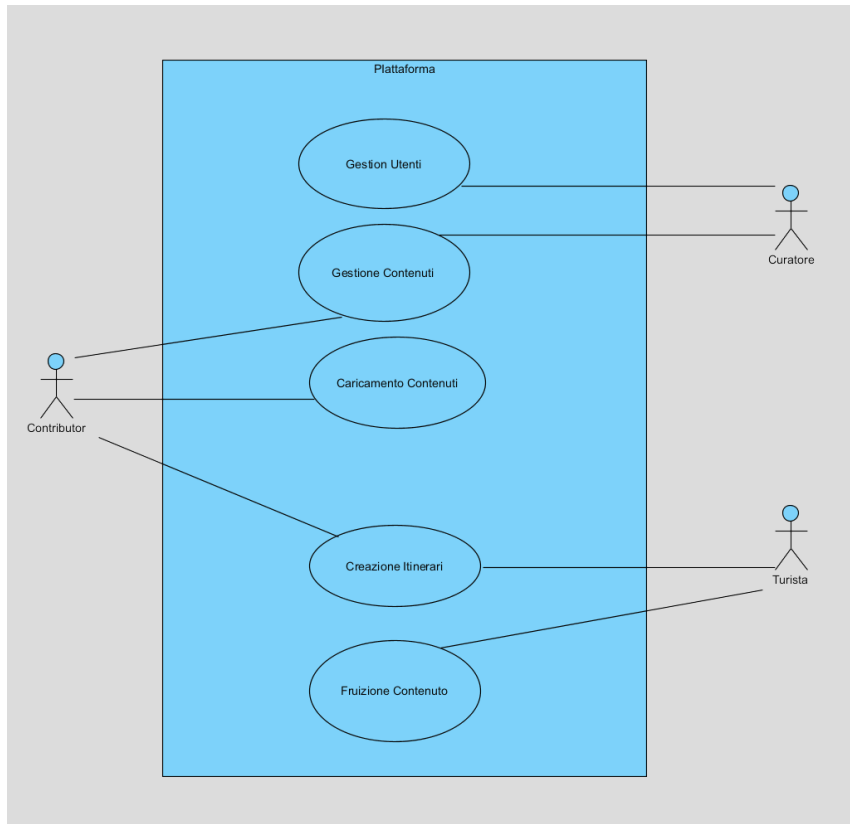 Plattaforma
Gestion Utenti
Curatore
Gestione Contenuti
Contributor
Caricamento Contenuti
Creazione Itinerari
Turista
Fruizione Contenuto